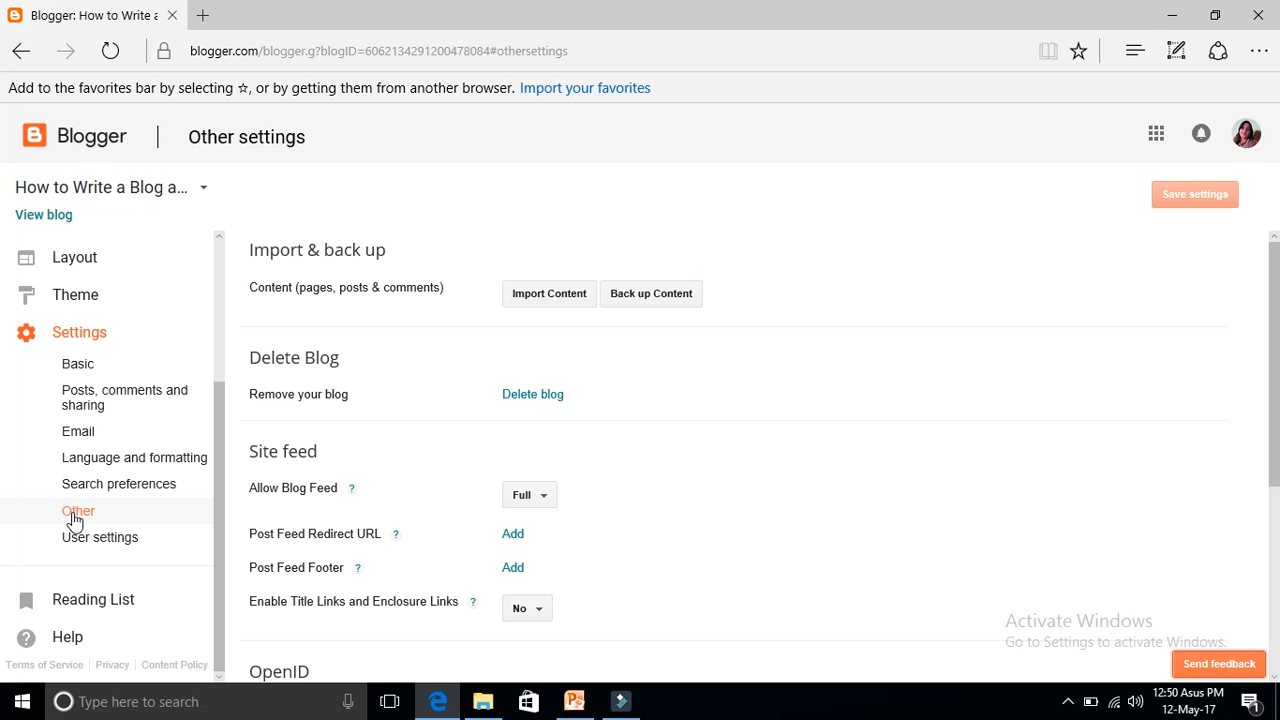 Blogger: How to Write a
blogger.com/blogger.g?blogID=6062134291200478084#othersettings
Add to the favorites bar by selecting ☆, or by getting them from another browser. Import your favorites
Blogger | Other settings
How to Write a Blog a...
Save settings
View blog
Layout
Theme
Settings
Basic
Posts, comments and
sharing
Email
Language and formatting
Search preferences
Other
User settings
Reading List
Help
Terms of Service | Privacy | Content Policy
Import & back up
Content (pages, posts & comments) Import Content Back up Content
Delete Blog
Remove your blog Delete blog
Site feed
Allow Blog Feed ? Full
Post Feed Redirect URL ? Add
Post Feed Footer ? Add
Enable Title Links and Enclosure Links ? No
OpenID
Activate Windows
Go to Settings to activate Windows.
Send feedback
Type here to search
12:50 Asus PM
12-May-17
1